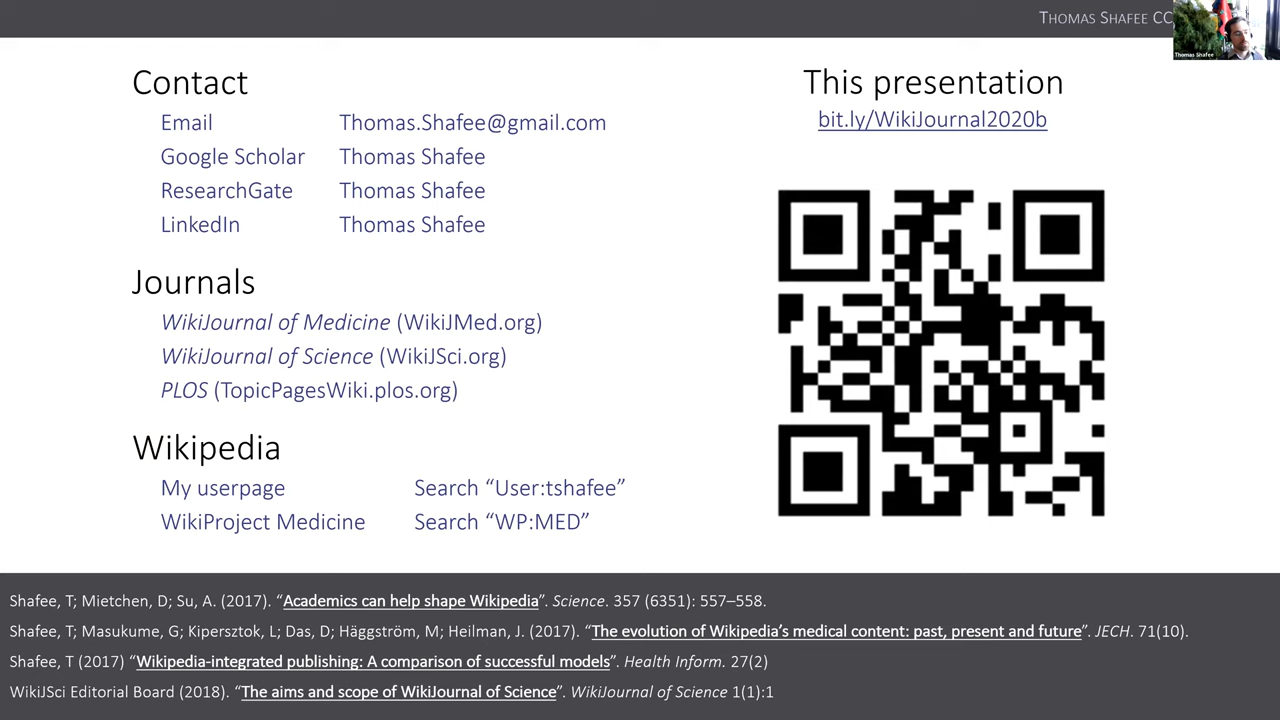 THOMAS SHAFEE CC
Thomas Shafee
Contact
Email Thomas.Shafee@gmail.com
Google Scholar Thomas Shafee
ResearchGate Thomas Shafee
LinkedIn Thomas Shafee
Journals
WikiJournal of Medicine (WikiJMed.org)
WikiJournal of Science (WikiJSci.org)
PLOS (TopicPagesWiki.plos.org)
Wikipedia
My userpage Search “User:tshafee”
WikiProject Medicine Search “WP:MED”
This presentation
bit.ly/WikiJournal2020b
Shafee, T; Mietchen, D; Su, A. (2017). “Academics can help shape Wikipedia”. Science. 357 (6351): 557–558.
Shafee, T; Masukume, G; Kipersztok, L; Das, D; Häggström, M; Heilman, J. (2017). “The evolution of Wikipedia’s medical content: past, present and future”. JECH. 71(10).
Shafee, T (2017) “Wikipedia-integrated publishing: A comparison of successful models”. Health Inform. 27(2)
WikiJSci Editorial Board (2018). “The aims and scope of WikiJournal of Science”. WikiJournal of Science 1(1):1